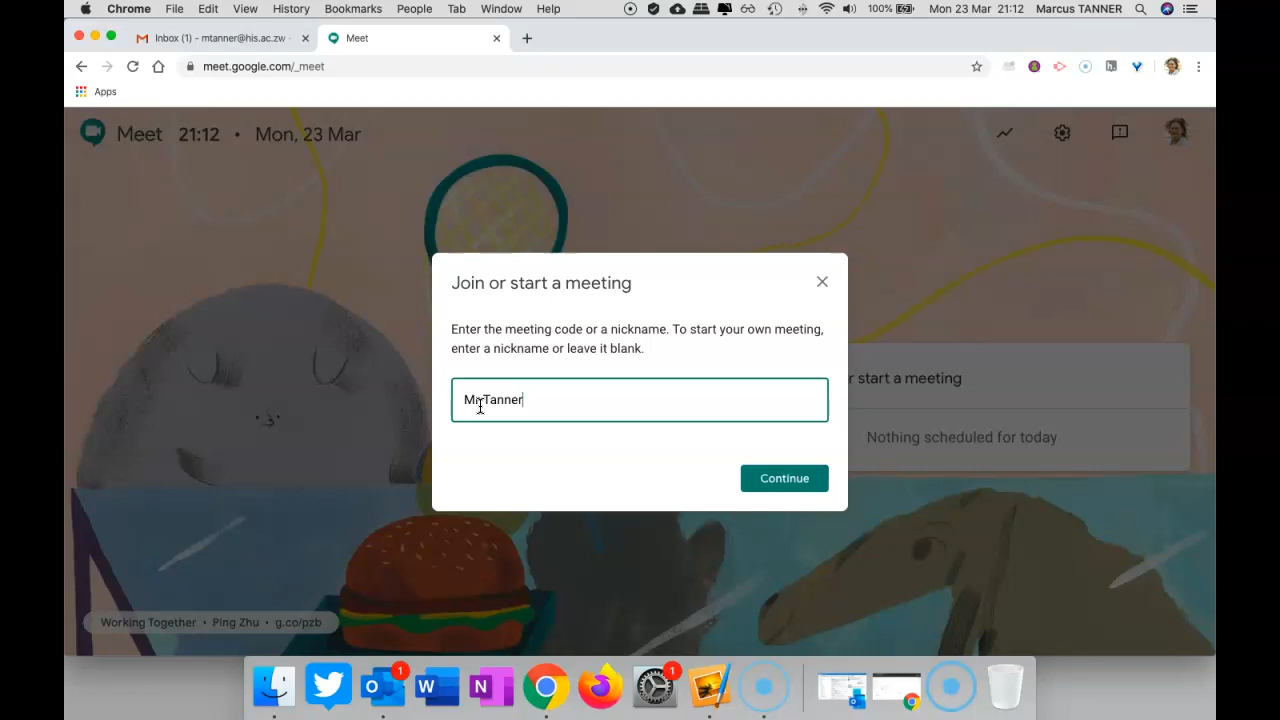 Chrome File Edit View History Bookmarks People Tab Window Help 100% Mon 23 Mar 21:12 Marcus TANNER
Inbox (1) - mtanner@his.ac.zw Meet
meet.google.com/_meet
Apps
Meet 21:12 • Mon, 23 Mar
Join or start a meeting
Enter the meeting code or a nickname. To start your own meeting,
enter a nickname or leave it blank.
r start a meeting
MrTanner
Nothing scheduled for today
Continue
Working Together • Ping Zhu • g.co/pzb
1
1